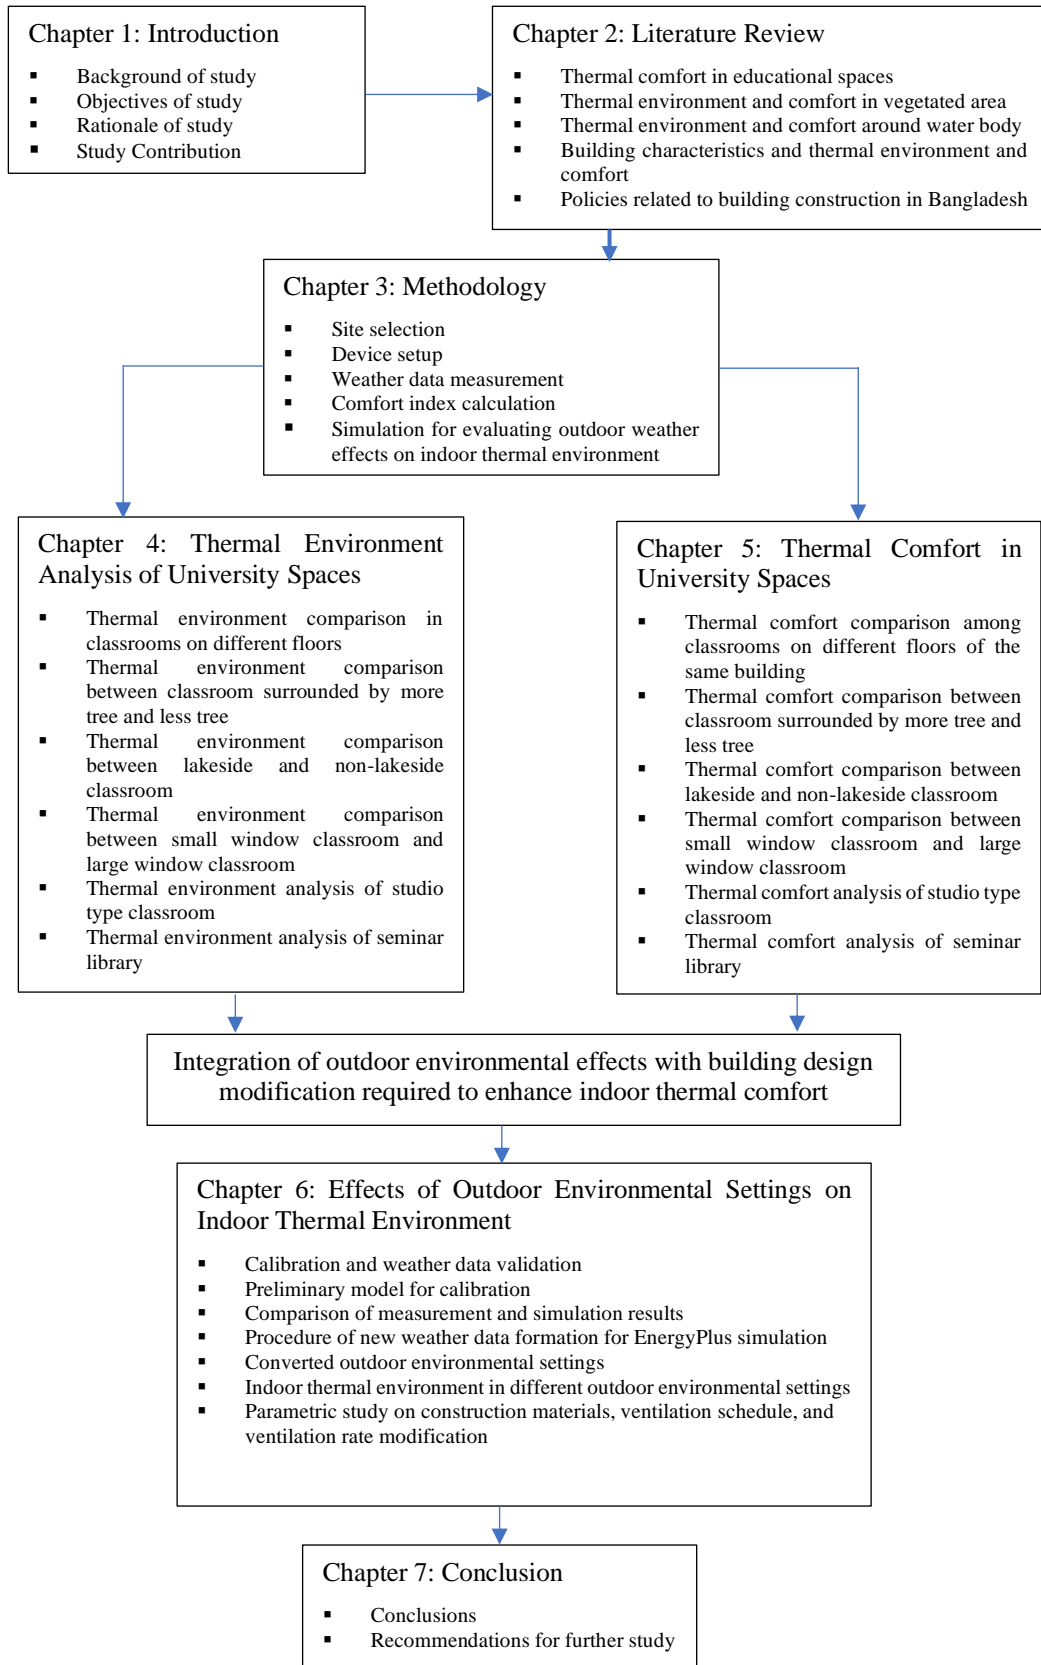 Chapter 1: Introduction
▪ Background of study
▪ Objectives of study
▪ Rationale of study
▪ Study Contribution
Chapter 2: Literature Review
▪ Thermal comfort in educational spaces
▪ Thermal environment and comfort in vegetated area
▪ Thermal environment and comfort around water body
▪ Building characteristics and thermal environment and
comfort
▪ Policies related to building construction in Bangladesh
Chapter 3: Methodology
▪ Site selection
▪ Device setup
▪ Weather data measurement
▪ Comfort index calculation
▪ Simulation for evaluating outdoor weather
effects on indoor thermal environment
Chapter 4: Thermal Environment
Analysis of University Spaces
▪ Thermal environment comparison in
classrooms on different floors
▪ Thermal environment comparison
between classroom surrounded by more
tree and less tree
▪ Thermal environment comparison
between lakeside and non-lakeside
classroom
▪ Thermal environment comparison
between small window classroom and
large window classroom
▪ Thermal environment analysis of studio
type classroom
▪ Thermal environment analysis of seminar
library
Chapter 5: Thermal Comfort in
University Spaces
▪ Thermal comfort comparison among
classrooms on different floors of the
same building
▪ Thermal comfort comparison between
classroom surrounded by more tree and
less tree
▪ Thermal comfort comparison between
lakeside and non-lakeside classroom
▪ Thermal comfort comparison between
small window classroom and large
window classroom
▪ Thermal comfort analysis of studio type
classroom
▪ Thermal comfort analysis of seminar
library
Integration of outdoor environmental effects with building design
modification required to enhance indoor thermal comfort
Chapter 6: Effects of Outdoor Environmental Settings on
Indoor Thermal Environment
▪ Calibration and weather data validation
▪ Preliminary model for calibration
▪ Comparison of measurement and simulation results
▪ Procedure of new weather data formation for EnergyPlus simulation
▪ Converted outdoor environmental settings
▪ Indoor thermal environment in different outdoor environmental settings
▪ Parametric study on construction materials, ventilation schedule, and
ventilation rate modification
Chapter 7: Conclusion
▪ Conclusions
▪ Recommendations for further study